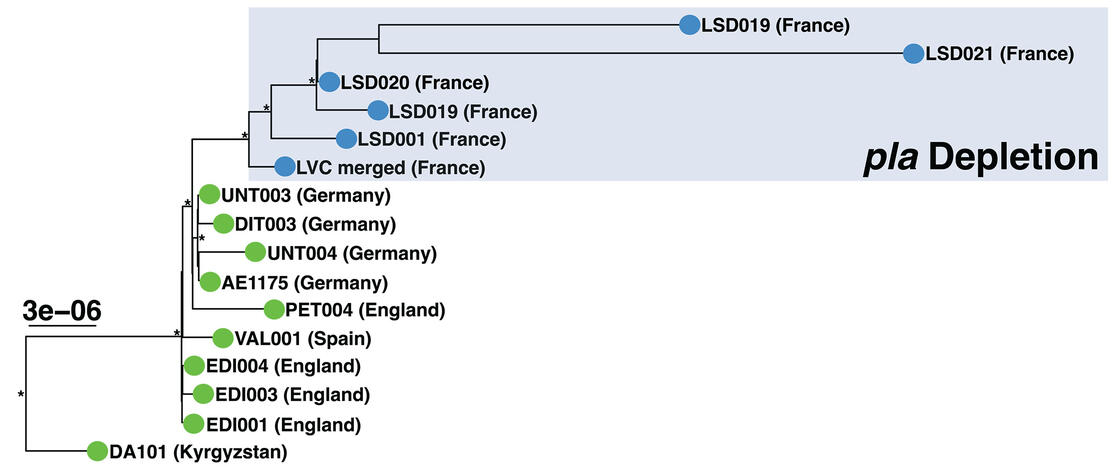 LSD019 (France)
LSD021 (France)
LSD020 (France)
LSD019 (France)
LSD001 (France)
pla Depletion
LVC merged (France)
UNT003 (Germany)
DIT003 (Germany)
UNT004 (Germany)
AE1175 (Germany)
3e−06
PET004 (England)
VAL001 (Spain)
EDI004 (England)
EDI003 (England)
EDI001 (England)
DA101 (Kyrgyzstan)